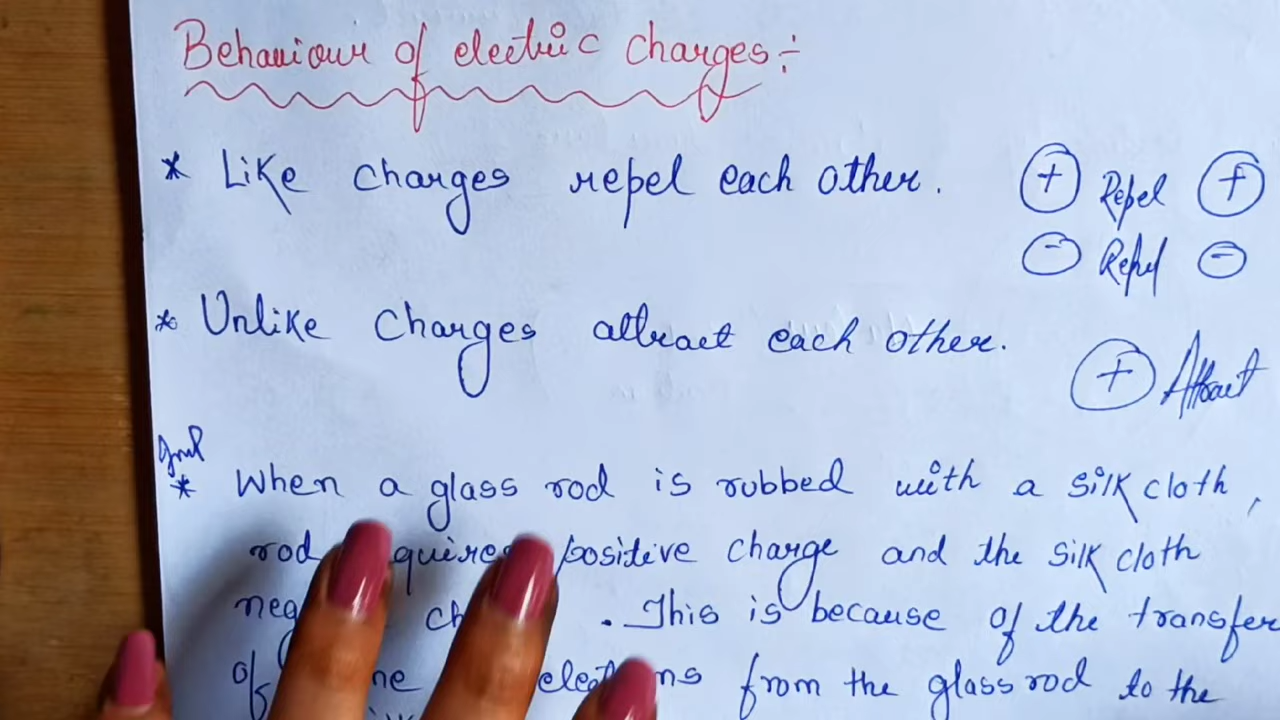 Behaviour of electric charges:-
* Like charges repel each other. + Repel +
- Repel -
* Unlike charges attract each other.
+ Attract
* When a glass rod is rubbed with a silk cloth,
rod positive charge and the silk cloth
. This is because of the transfer
of from the glass rod to the